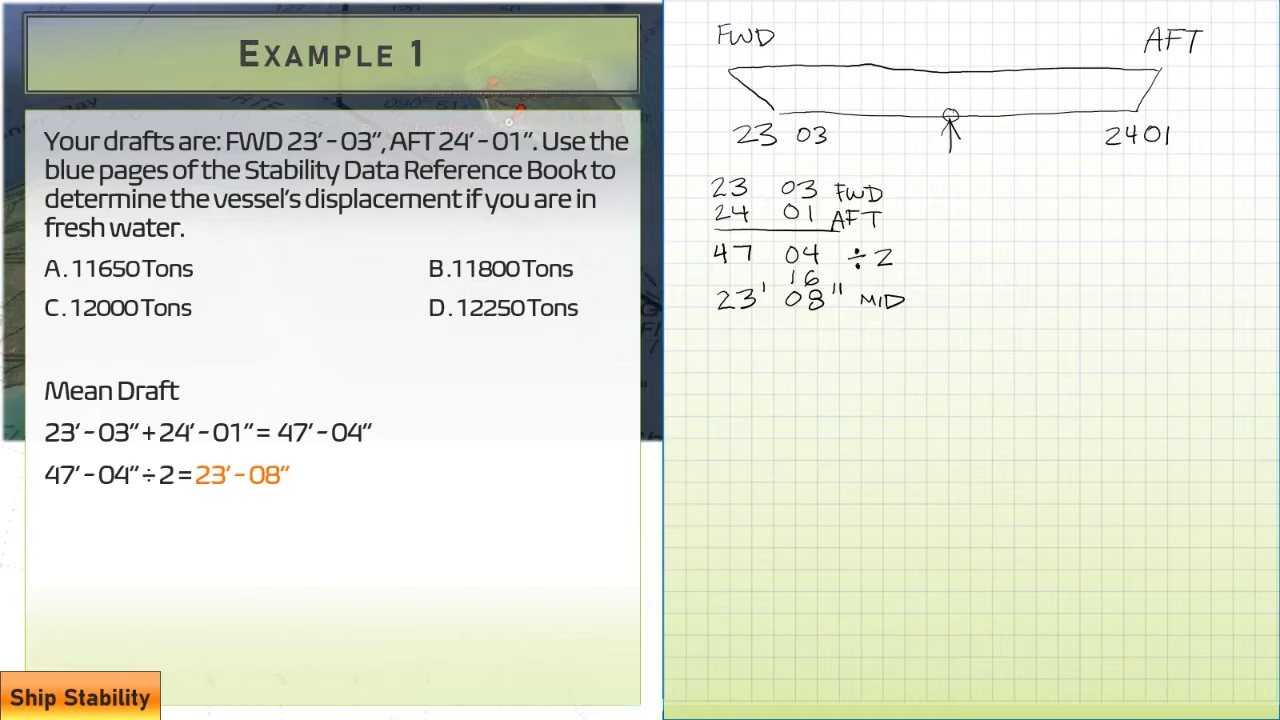 EXAMPLE 1
Your drafts are: FWD 23' - 03", AFT 24' - 01". Use the
blue pages of the Stability Data Reference Book to
determine the vessel's displacement if you are in
fresh water.
A. 11650 Tons B. 11800 Tons
C. 12000 Tons D. 12250 Tons
Mean Draft
23' - 03" + 24' - 01" = 47' - 04"
47' - 04" ÷ 2 = 23' - 08"
Ship Stability
FWD AFT
23 03 24 01
23 03 FWD
24 01 AFT
47 04 ÷ 2
16
23' 08" MID